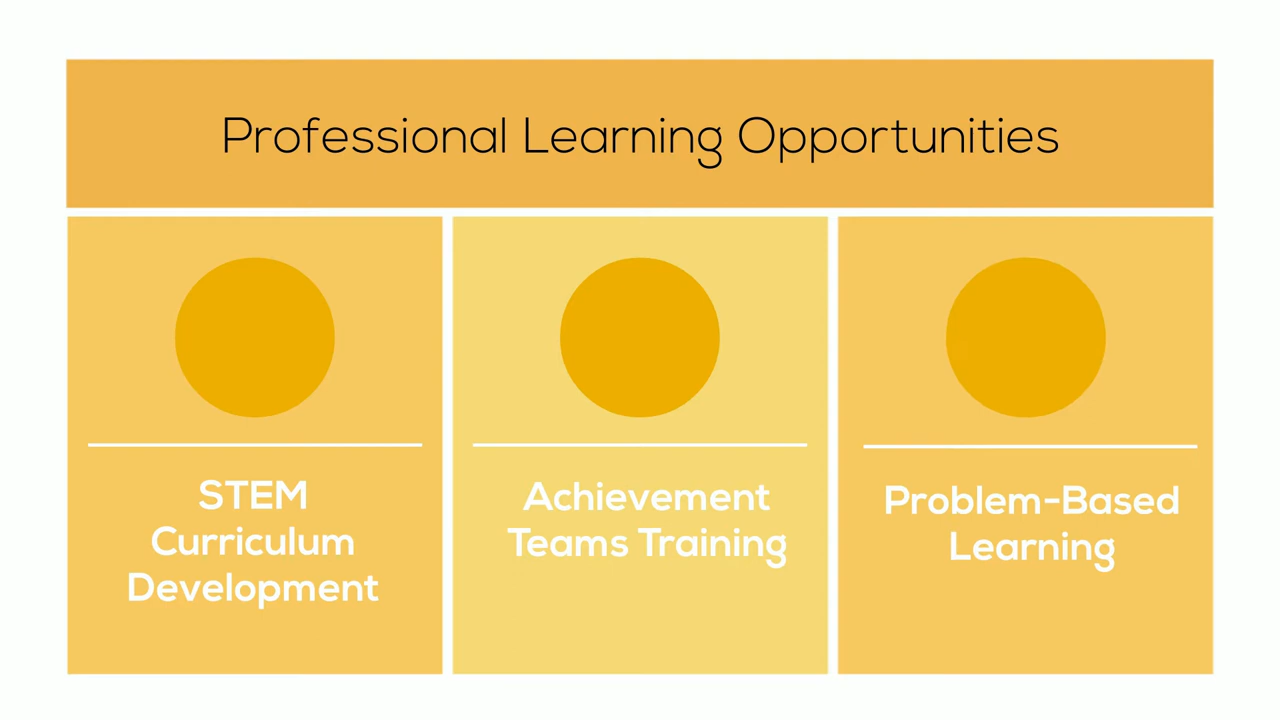 Professional Learning Opportunities
STEM
Curriculum
Development
Achievement
Teams Training
Problem-Based
Learning